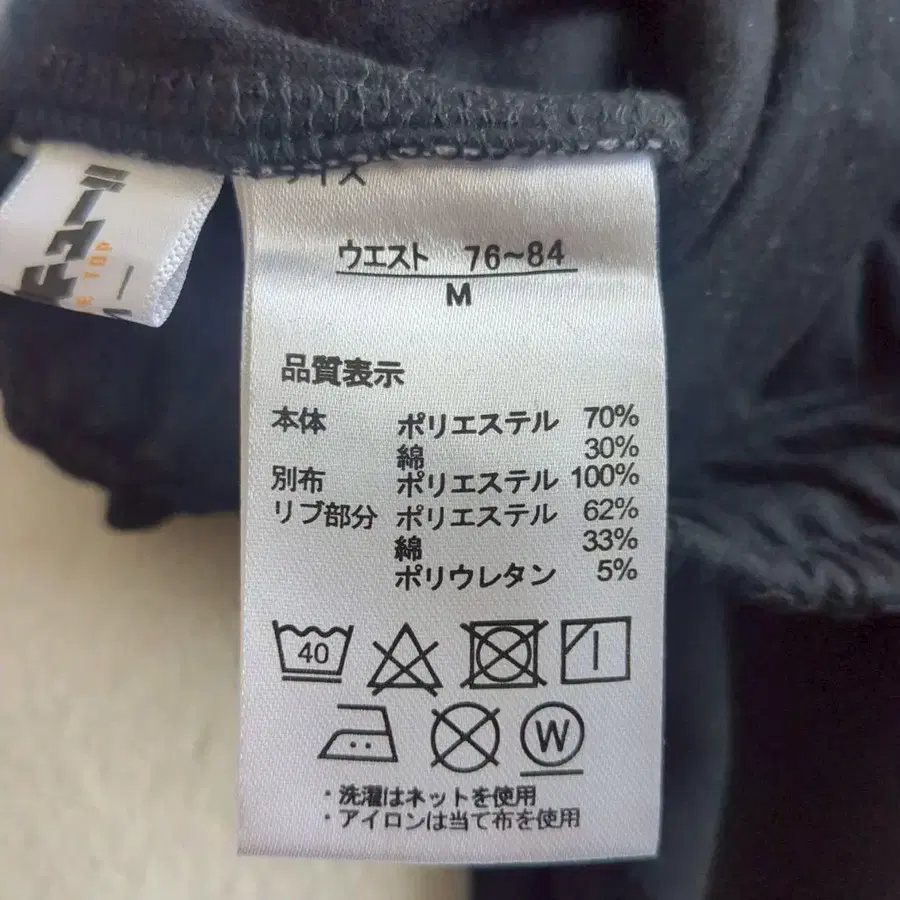 サイズ
ウエスト 76~84
M
品質表示
本体 ポリエステル 70%
綿 30%
別布 ポリエステル 100%
リブ部分 ポリエステル 62%
綿 33%
ポリウレタン 5%
40
W
・洗濯はネットを使用
・アイロンは当て布を使用